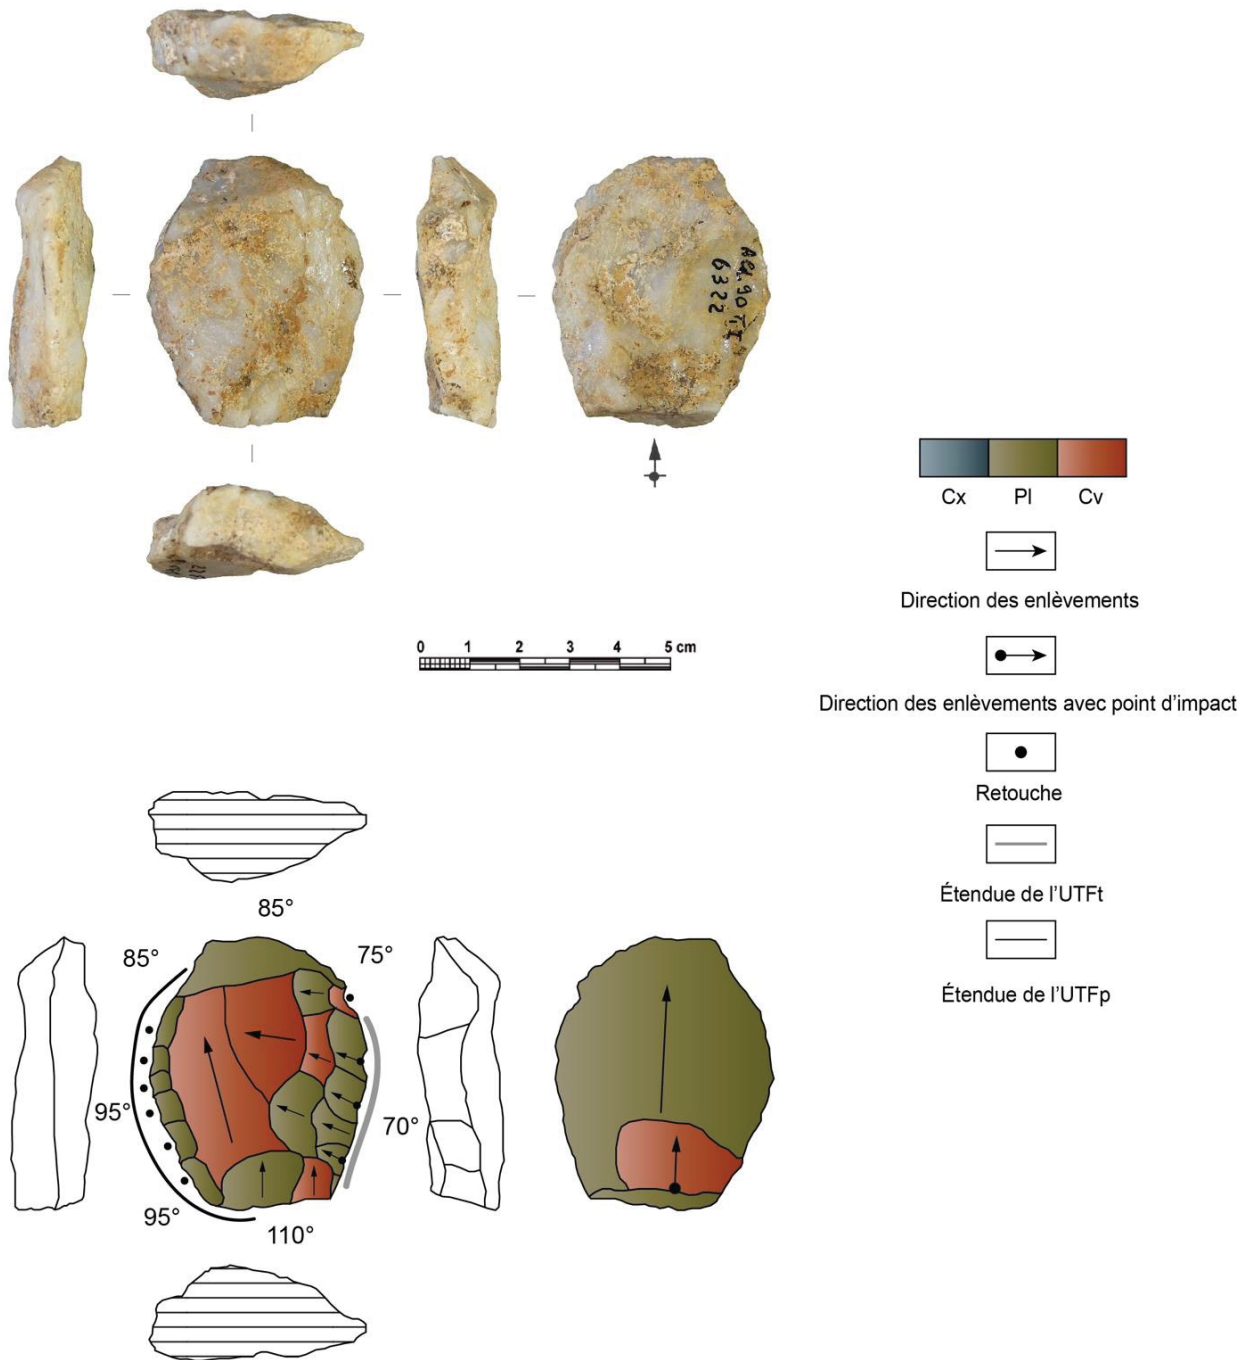 6322
Cx Pl Cv
Direction des enlèvements
0 1 2 3 4 5 cm
Direction des enlèvements avec point d'impact
Retouche
Étendue de l'UTFt
85°
85°
75°
Étendue de l'UTFp
95°
70°
95°
110°